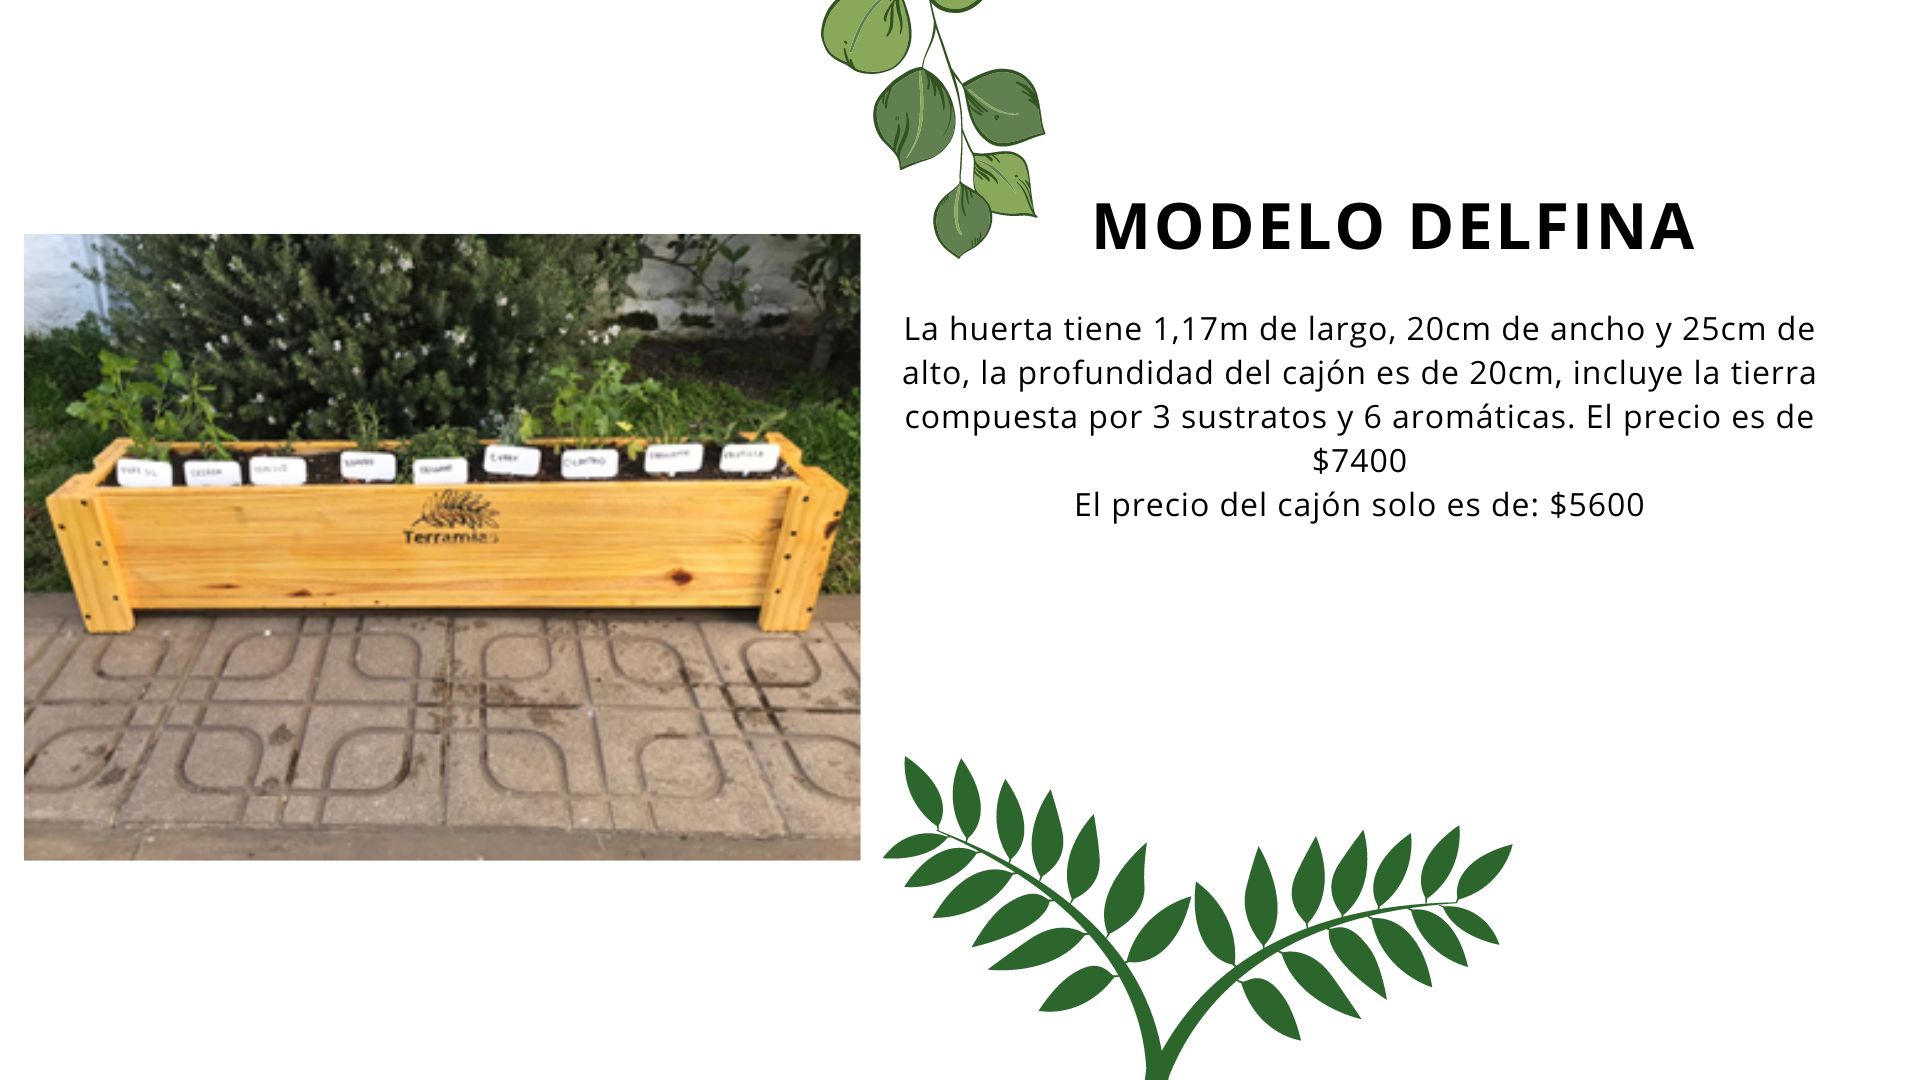 MODELO DELFINA
La huerta tiene 1,17m de largo, 20cm de ancho y 25cm de
alto, la profundidad del cajón es de 20cm, incluye la tierra
compuesta por 3 sustratos y 6 aromáticas. El precio es de
$7400
El precio del cajón solo es de: $5600
CILANTRO
Terramias